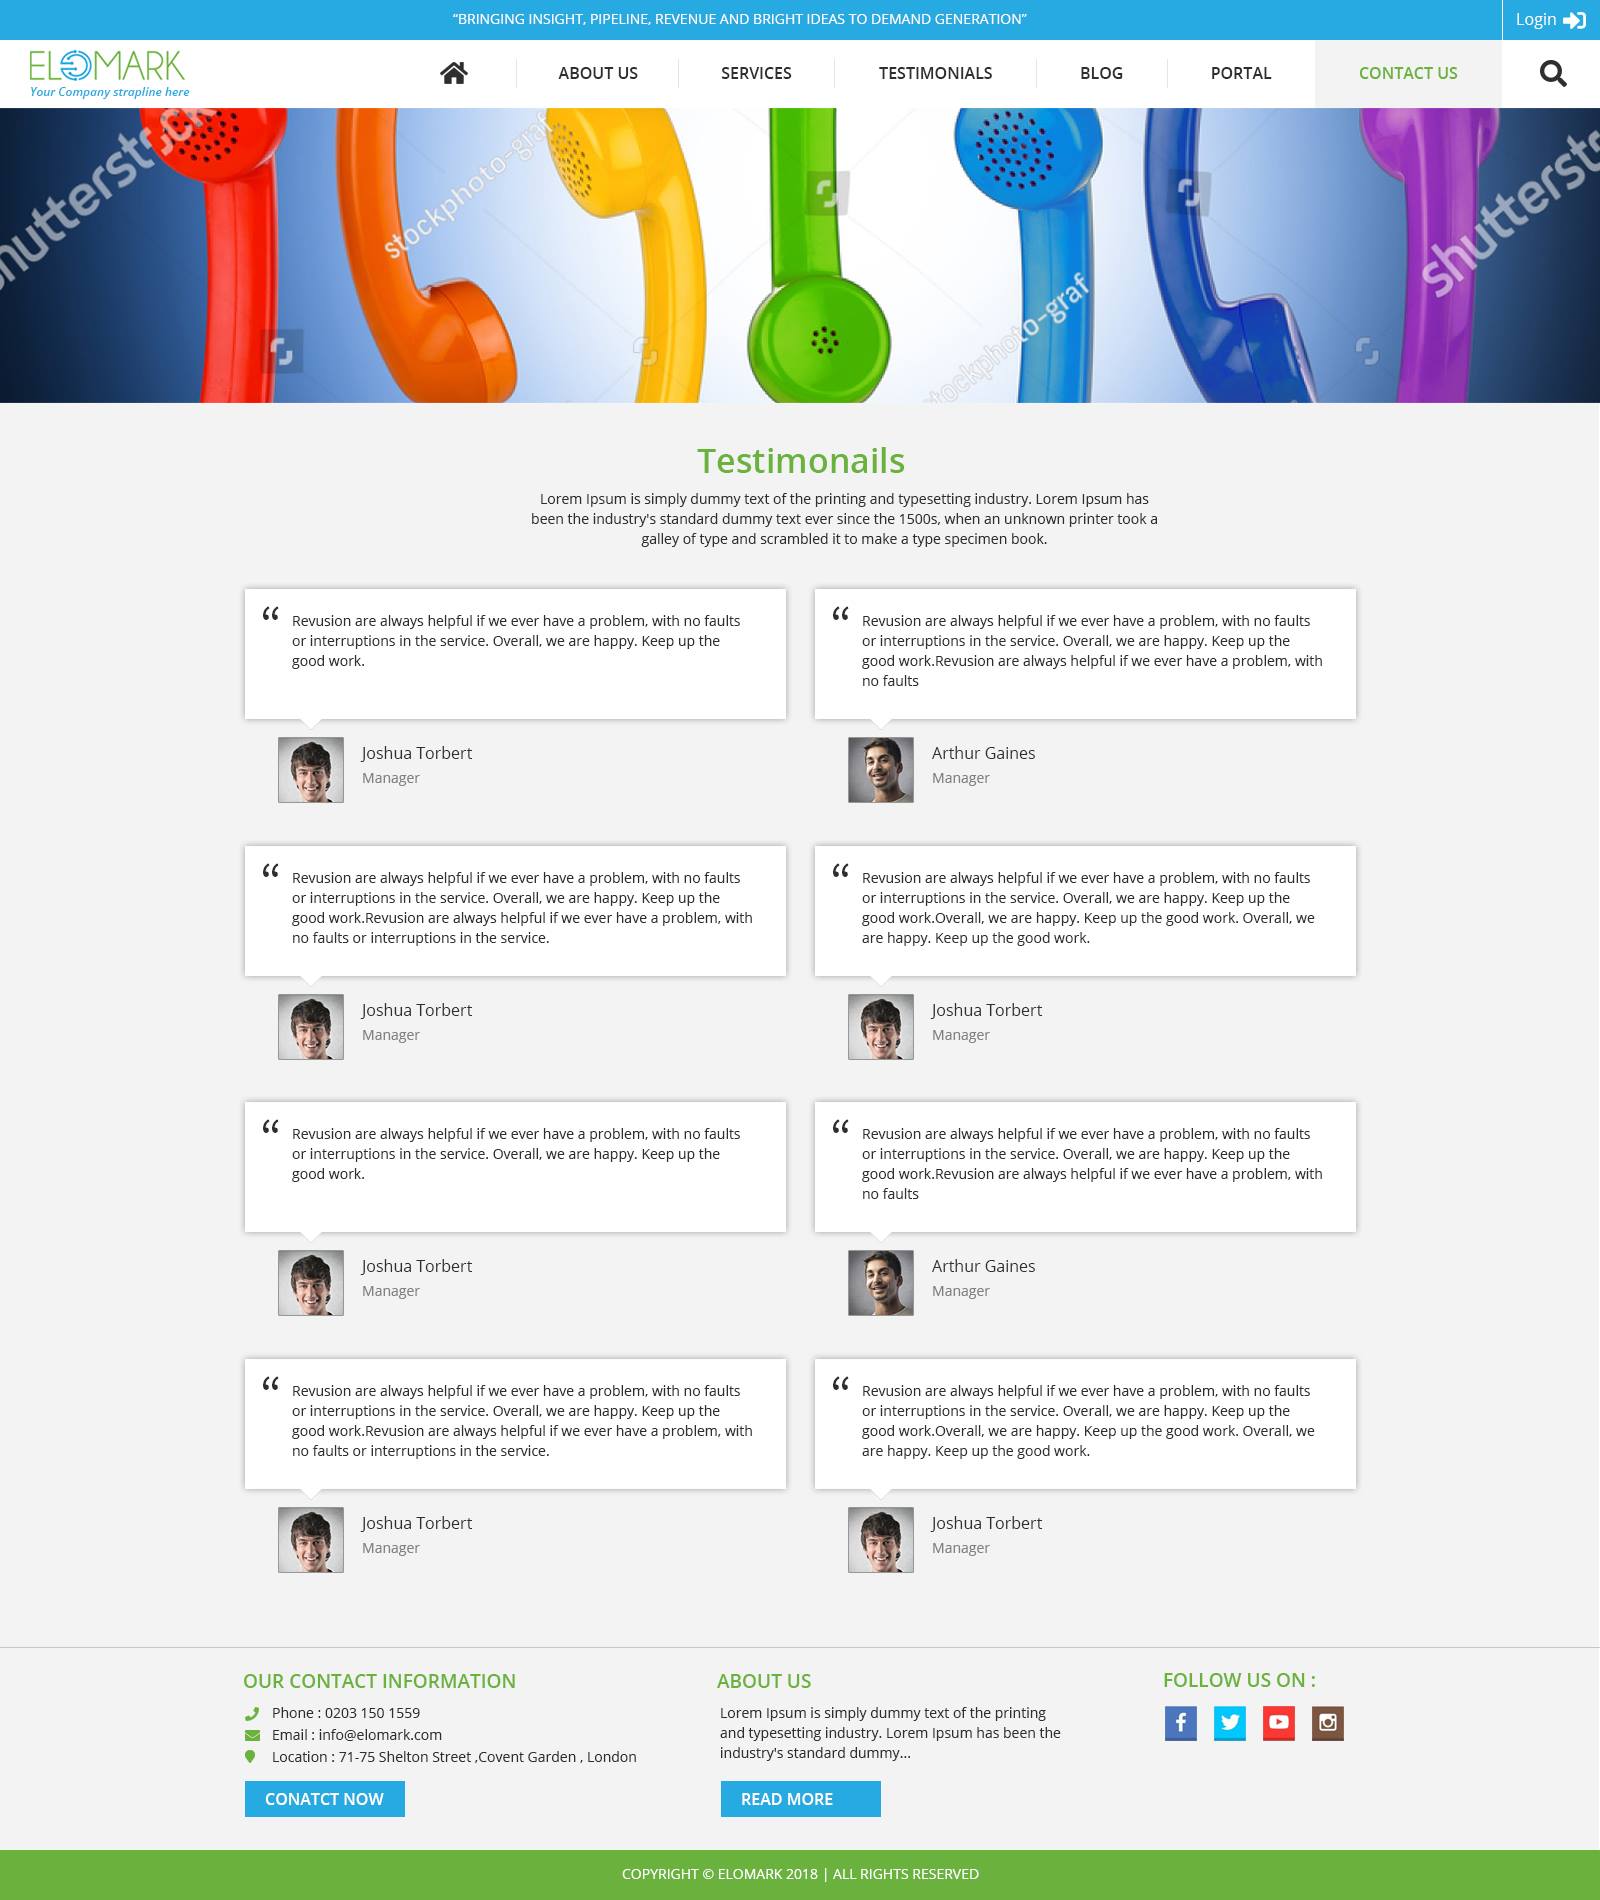 “BRINGING INSIGHT, PIPELINE, REVENUE AND BRIGHT IDEAS TO DEMAND GENERATION”
Login
ELOMARK
Your Company strapline here
ABOUT US
SERVICES
TESTIMONIALS
BLOG
PORTAL
CONTACT US
shutterstock
stockphoto-graf
stockphoto-graf
shutterst
Testimonails
Lorem Ipsum is simply dummy text of the printing and typesetting industry. Lorem Ipsum has
been the industry's standard dummy text ever since the 1500s, when an unknown printer took a
galley of type and scrambled it to make a type specimen book.
“ Revusion are always helpful if we ever have a problem, with no faults
or interruptions in the service. Overall, we are happy. Keep up the
good work.
Joshua Torbert
Manager
“ Revusion are always helpful if we ever have a problem, with no faults
or interruptions in the service. Overall, we are happy. Keep up the
good work.Revusion are always helpful if we ever have a problem, with
no faults
Arthur Gaines
Manager
“ Revusion are always helpful if we ever have a problem, with no faults
or interruptions in the service. Overall, we are happy. Keep up the
good work.Revusion are always helpful if we ever have a problem, with
no faults or interruptions in the service.
Joshua Torbert
Manager
“ Revusion are always helpful if we ever have a problem, with no faults
or interruptions in the service. Overall, we are happy. Keep up the
good work.Overall, we are happy. Keep up the good work. Overall, we
are happy. Keep up the good work.
Joshua Torbert
Manager
“ Revusion are always helpful if we ever have a problem, with no faults
or interruptions in the service. Overall, we are happy. Keep up the
good work.
Joshua Torbert
Manager
“ Revusion are always helpful if we ever have a problem, with no faults
or interruptions in the service. Overall, we are happy. Keep up the
good work.Revusion are always helpful if we ever have a problem, with
no faults
Arthur Gaines
Manager
“ Revusion are always helpful if we ever have a problem, with no faults
or interruptions in the service. Overall, we are happy. Keep up the
good work.Revusion are always helpful if we ever have a problem, with
no faults or interruptions in the service.
Joshua Torbert
Manager
“ Revusion are always helpful if we ever have a problem, with no faults
or interruptions in the service. Overall, we are happy. Keep up the
good work.Overall, we are happy. Keep up the good work. Overall, we
are happy. Keep up the good work.
Joshua Torbert
Manager
OUR CONTACT INFORMATION
Phone : 0203 150 1559
Email : info@elomark.com
Location : 71-75 Shelton Street ,Covent Garden , London
CONATCT NOW
ABOUT US
Lorem Ipsum is simply dummy text of the printing
and typesetting industry. Lorem Ipsum has been the
industry's standard dummy...
READ MORE
FOLLOW US ON :
COPYRIGHT © ELOMARK 2018 | ALL RIGHTS RESERVED